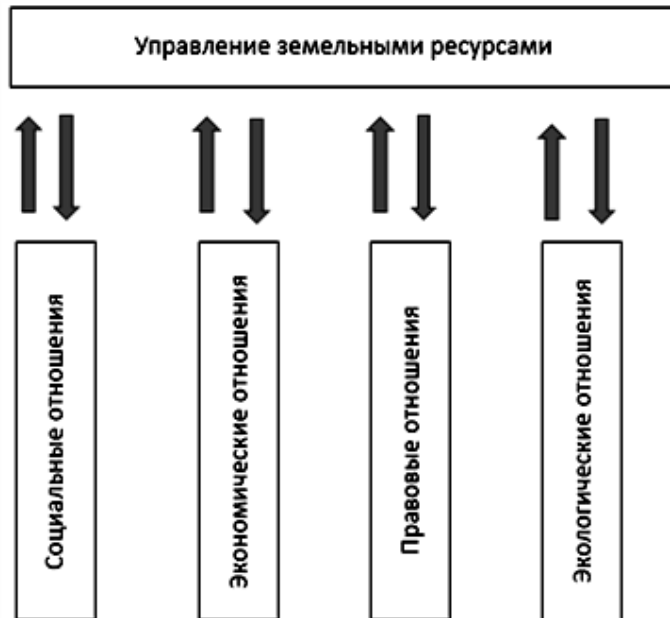 Управление земельными ресурсами
Социальные отношения
Экономические отношения
Правовые отношения
Экологические отношения